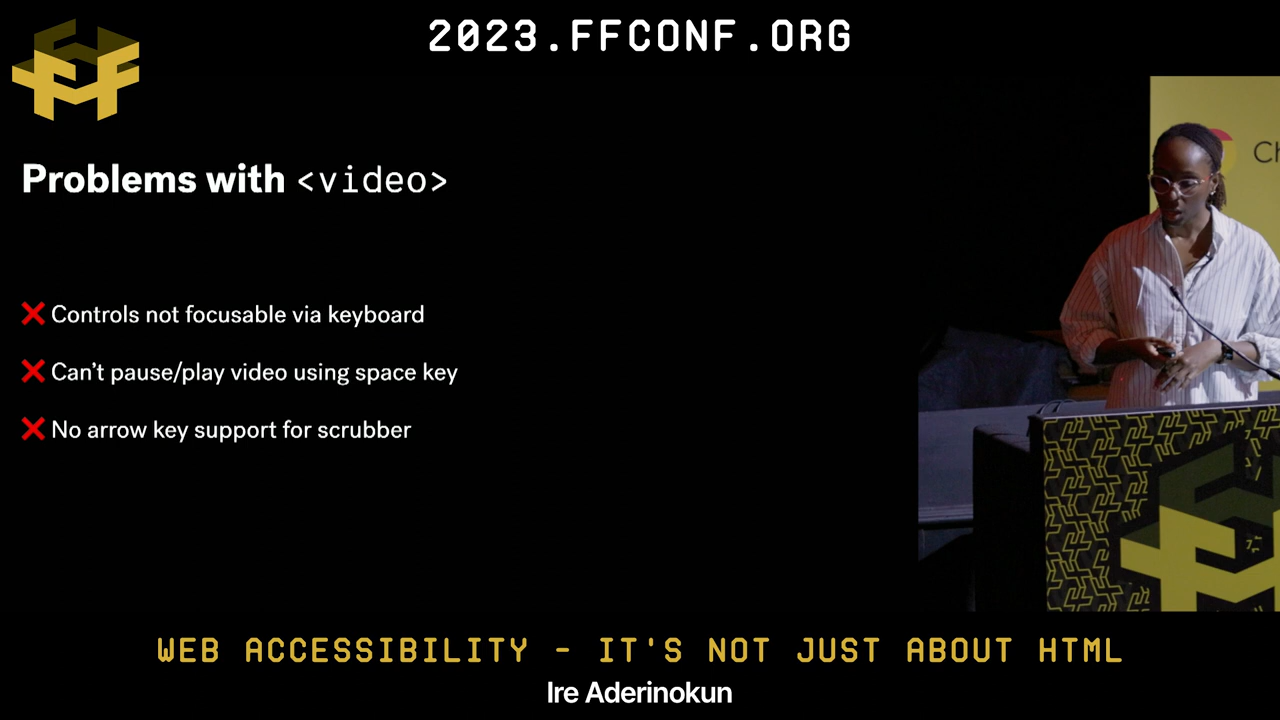 2023.FFCONF.ORG
Problems with <video>
❌ Controls not focusable via keyboard
❌ Can't pause/play video using space key
❌ No arrow key support for scrubber
Ch
WEB ACCESSIBILITY - IT'S NOT JUST ABOUT HTML
Ire Aderinokun